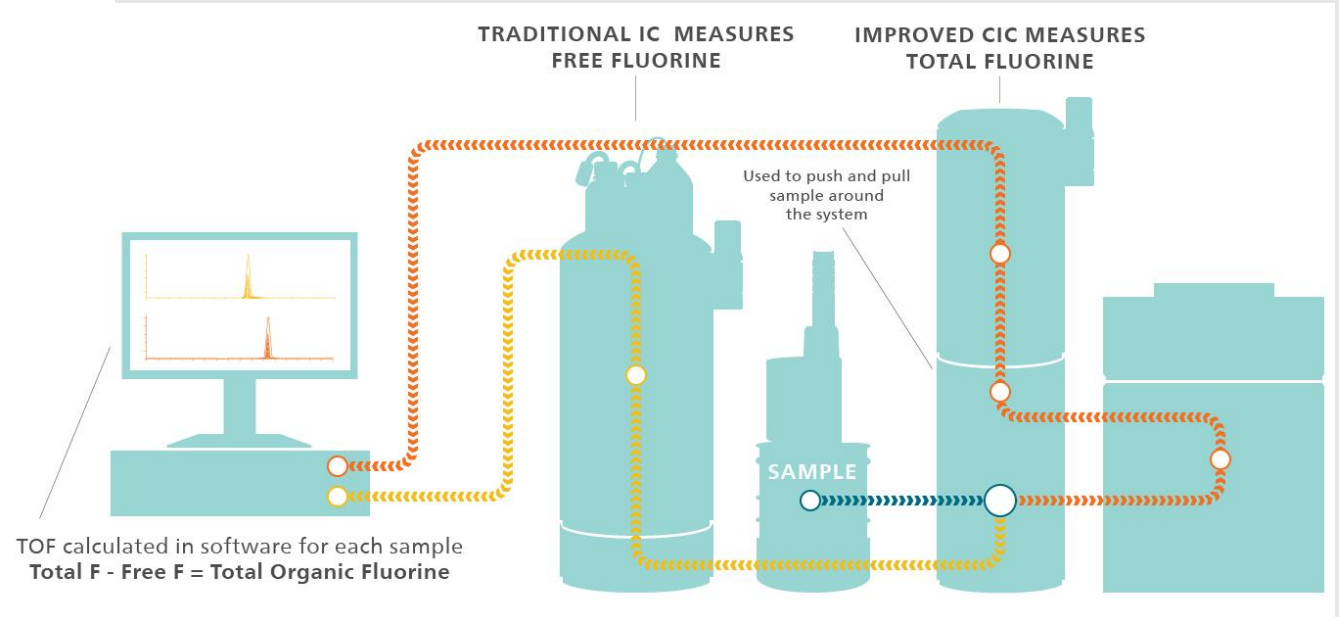 TRADITIONAL IC MEASURES
FREE FLUORINE
IMPROVED CIC MEASURES
TOTAL FLUORINE
Used to push and pull
sample around
the system
SAMPLE
TOF calculated in software for each sample
Total F - Free F = Total Organic Fluorine